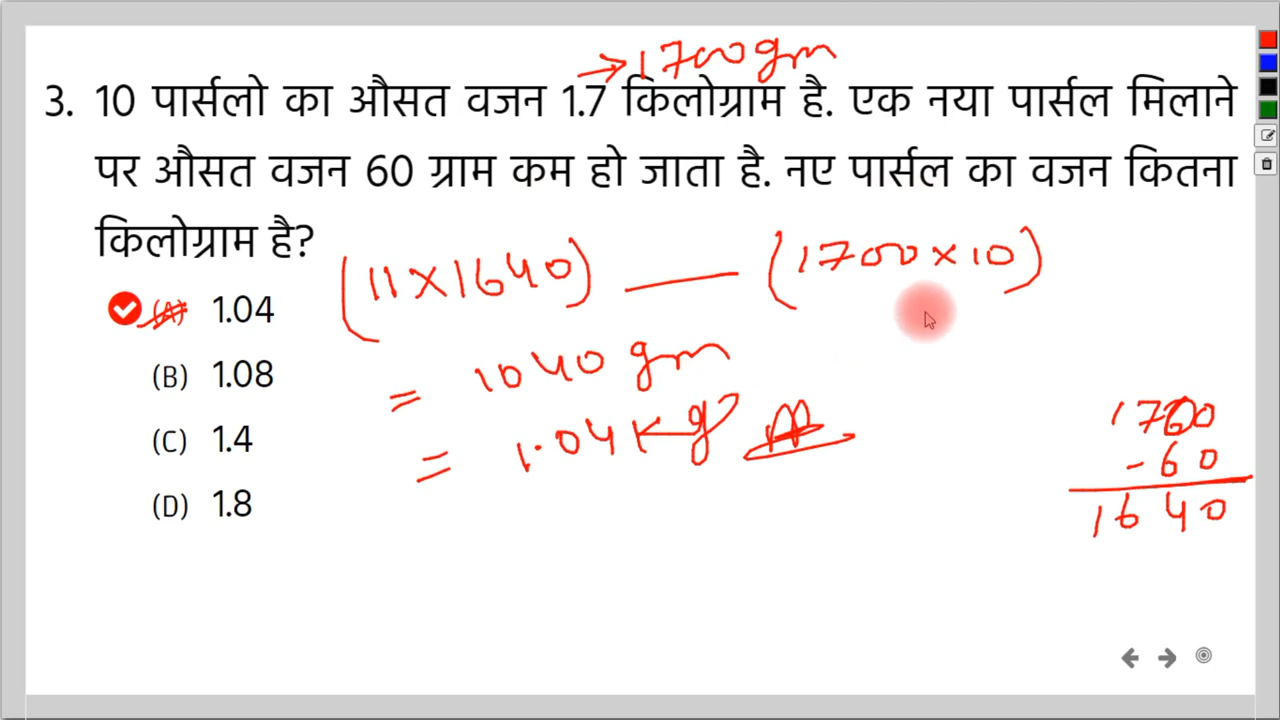 →1700gm
3. 10 पार्सलो का औसत वजन 1.7 किलोग्राम है. एक नया पार्सल मिलाने
पर औसत वजन 60 ग्राम कम हो जाता है. नए पार्सल का वजन कितना
किलोग्राम है?
(11×1640) — (1700×10)
(A) 1.04
= 1040 gm
(B) 1.08
= 1.04 Kg
(C) 1.4
(D) 1.8
1700
-60
1640